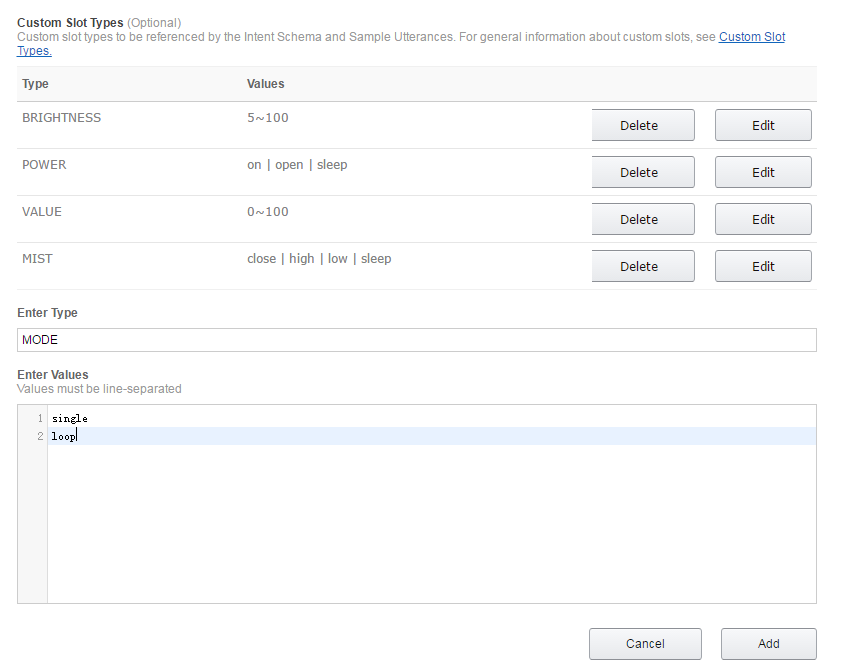 Custom Slot Types (Optional)
Custom slot types to be referenced by the Intent Schema and Sample Utterances. For general information about custom slots, see Custom Slot
Types.
Type Values
BRIGHTNESS 5~100 Delete Edit
POWER on | open | sleep Delete Edit
VALUE 0~100 Delete Edit
MIST close | high | low | sleep Delete Edit
Enter Type
MODE
Enter Values
Values must be line-separated
1 single
2 loop
Cancel Add